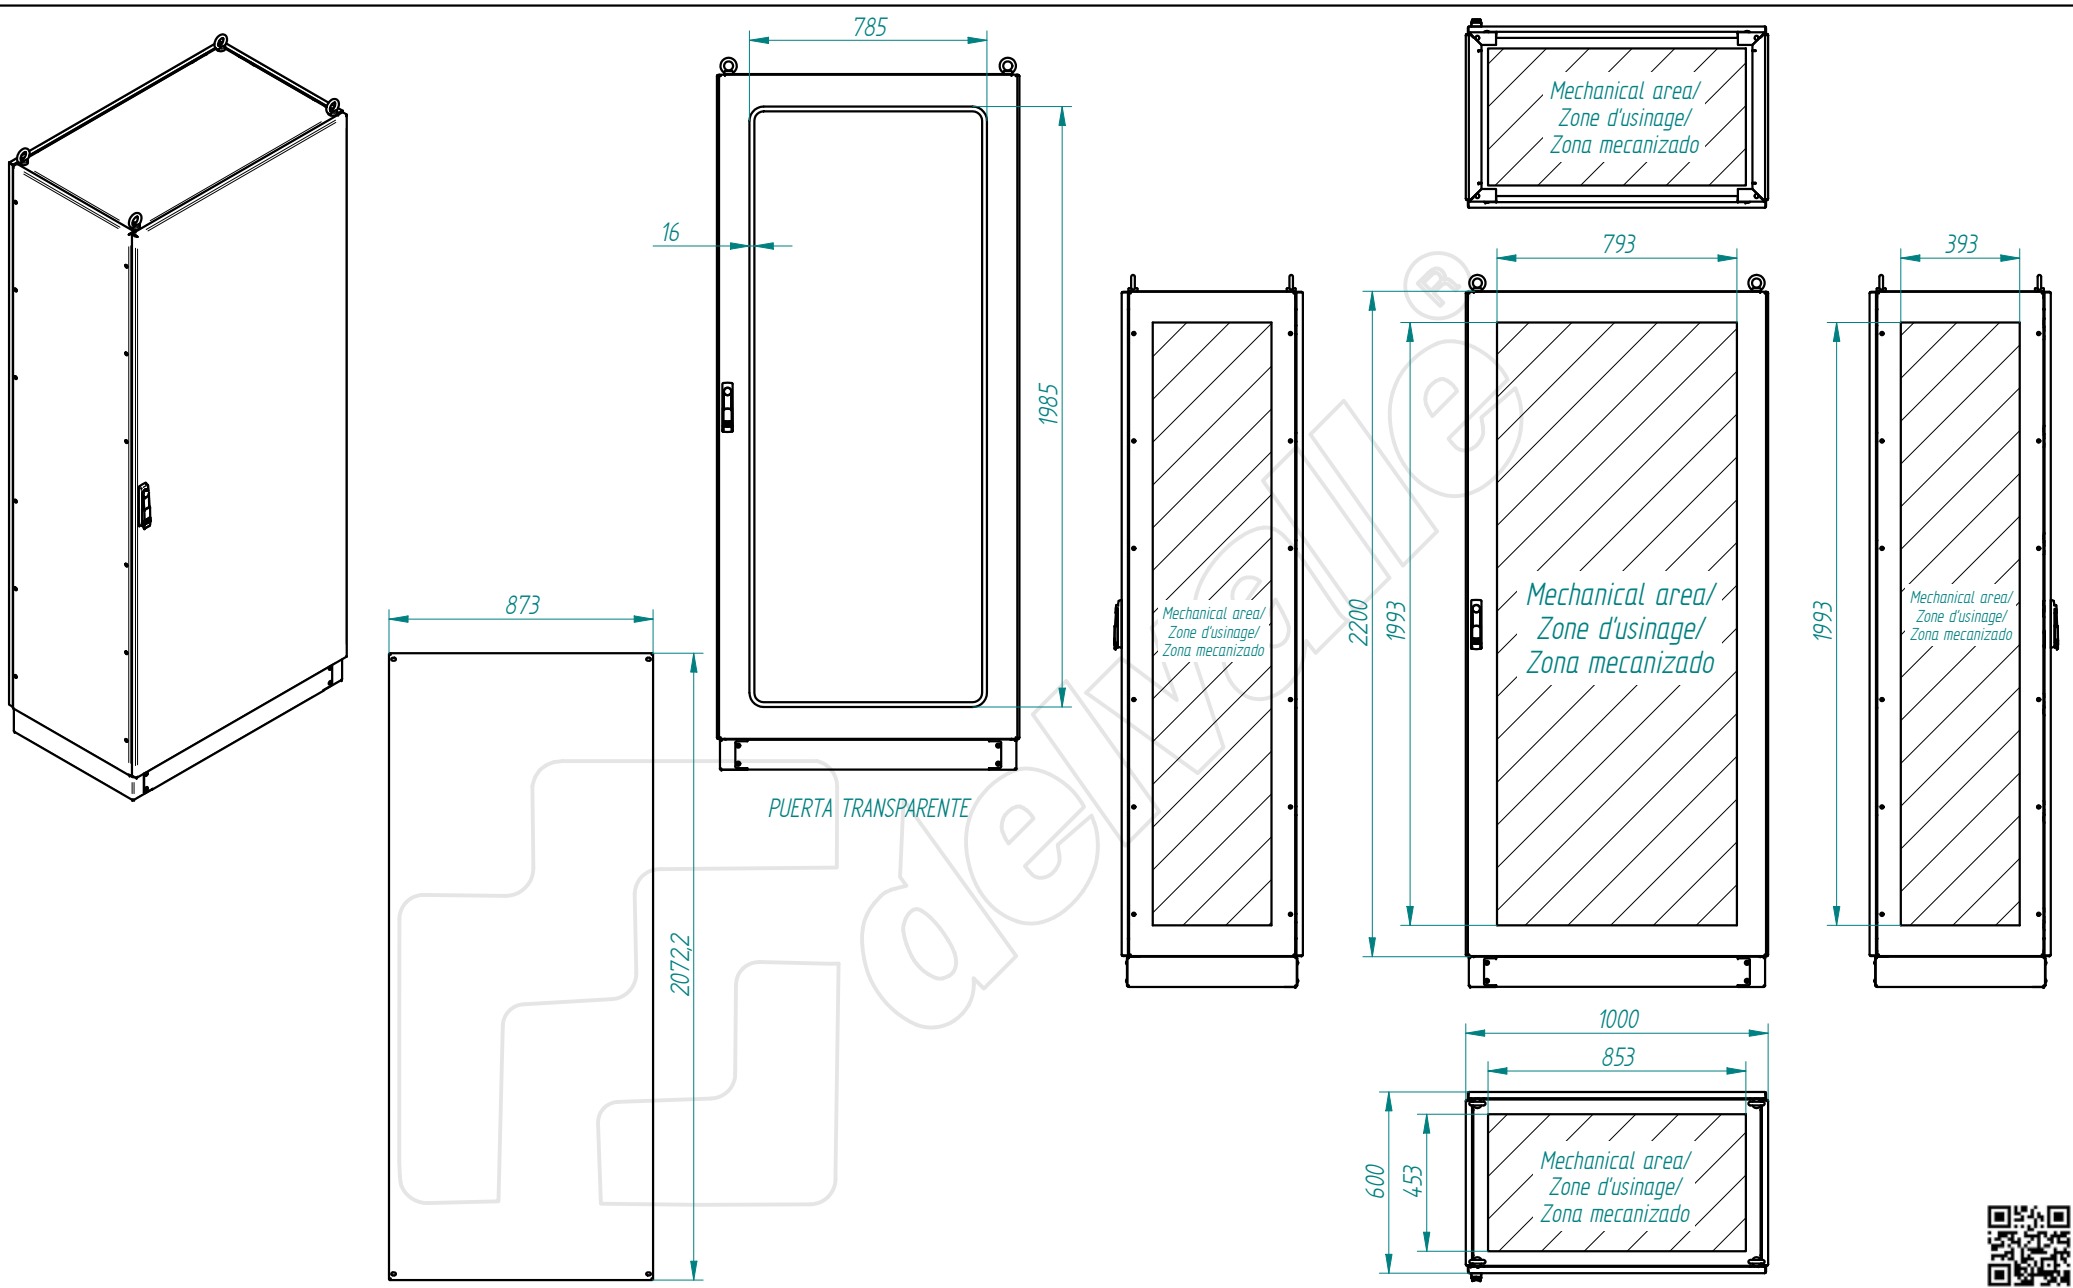 785
16
1985
PUERTA TRANSPARENTE
873
2072,2
Mechanical area/
Zone d'usinage/
Zona mecanizado
Mechanical area/
Zone d'usinage/
Zona mecanizado
793
2200
1993
Mechanical area/
Zone d'usinage/
Zona mecanizado
393
1993
Mechanical area/
Zone d'usinage/
Zona mecanizado
1000
853
600
453
Mechanical area/
Zone d'usinage/
Zona mecanizado
delvalle®